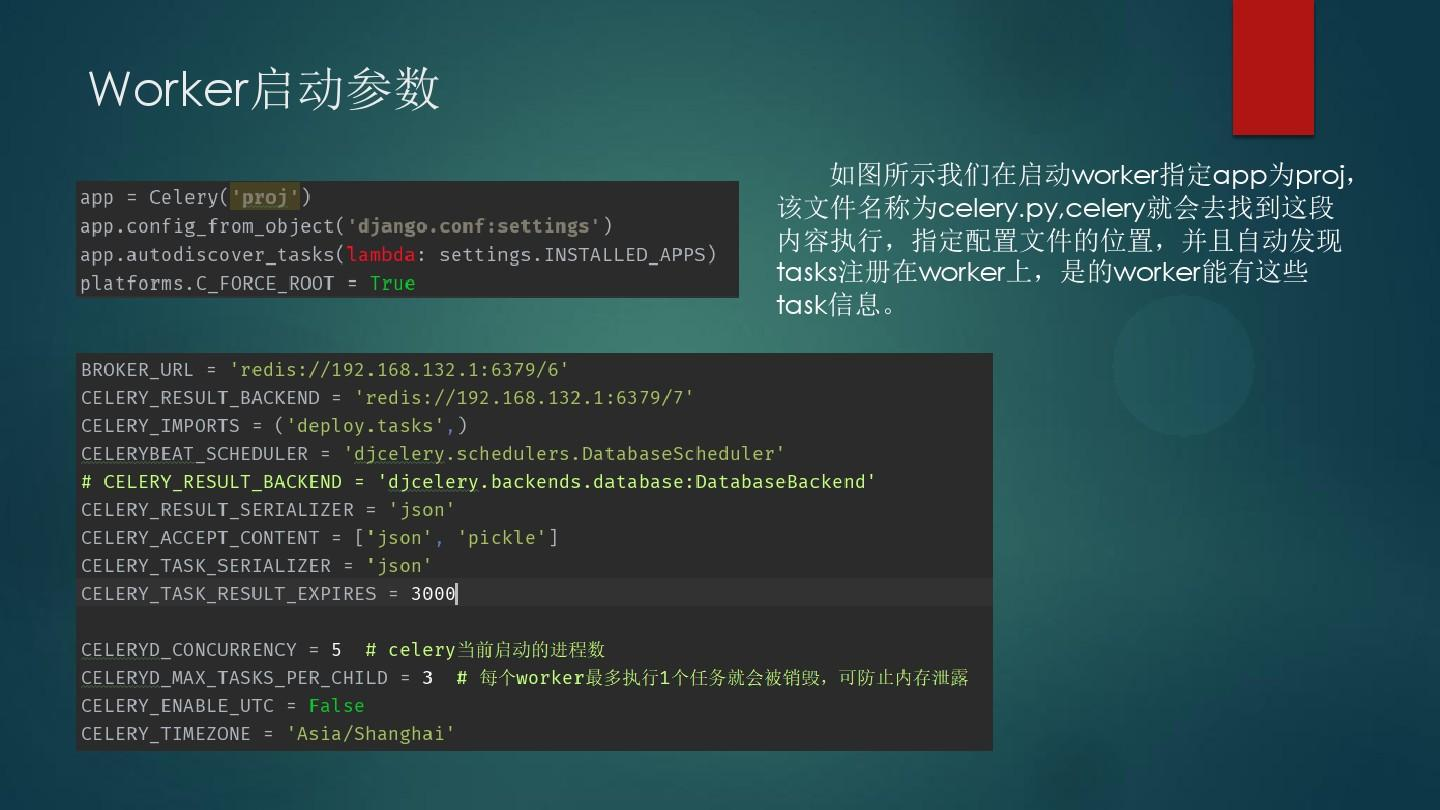 Worker启动参数
app = Celery('proj')
app.config_from_object('django.conf:settings')
app.autodiscover_tasks(lambda: settings.INSTALLED_APPS)
platforms.C_FORCE_ROOT = True
如图所示我们在启动worker指定app为proj，
该文件名称为celery.py,celery就会去找到这段
内容执行，指定配置文件的位置，并且自动发现
tasks注册在worker上，是的worker能有这些
task信息。
BROKER_URL = 'redis://192.168.132.1:6379/6'
CELERY_RESULT_BACKEND = 'redis://192.168.132.1:6379/7'
CELERY_IMPORTS = ('deploy.tasks',)
CELERYBEAT_SCHEDULER = 'djcelery.schedulers.DatabaseScheduler'
# CELERY_RESULT_BACKEND = 'djcelery.backends.database:DatabaseBackend'
CELERY_RESULT_SERIALIZER = 'json'
CELERY_ACCEPT_CONTENT = ['json', 'pickle']
CELERY_TASK_SERIALIZER = 'json'
CELERY_TASK_RESULT_EXPIRES = 3000
CELERYD_CONCURRENCY = 5  # celery当前启动的进程数
CELERYD_MAX_TASKS_PER_CHILD = 3  # 每个worker最多执行1个任务就会被销毁，可防止内存泄露
CELERY_ENABLE_UTC = False
CELERY_TIMEZONE = 'Asia/Shanghai'